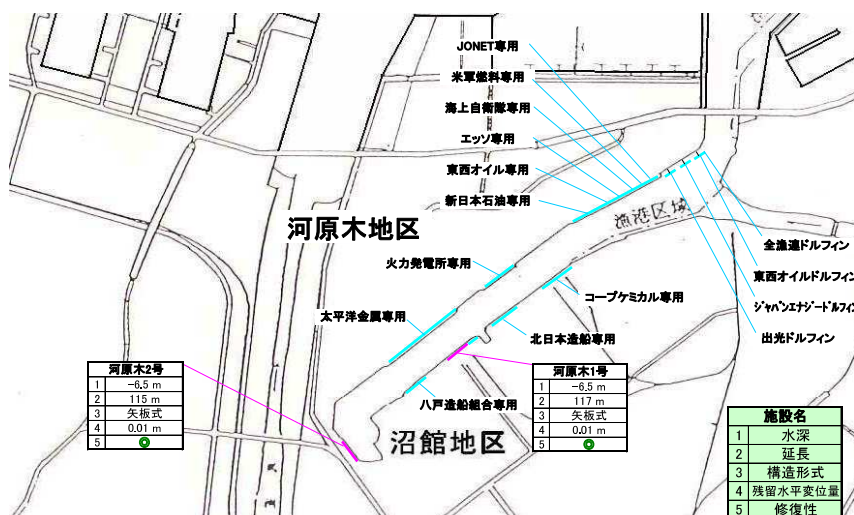 JONET専用
米軍燃料専用
海上自衛隊専用
エッソ専用
東西オイル専用
新日本石油専用
漁港区域
河原木地区
全漁連ドルフィン
火力発電所専用
東西オイルドルフィン
ジャパンエナジードルフィン
コープケミカル専用
太平洋金属専用
北日本造船専用
出光ドルフィン
河原木2号
1 -6.5 m
2 115 m
3 矢板式
4 0.01 m
5 ◎
河原木1号
1 -6.5 m
2 117 m
3 矢板式
4 0.01 m
5 ◎
八戸造船組合専用
沼館地区
施設名
1 水深
2 延長
3 構造形式
4 残留水平変位量
5 修復性